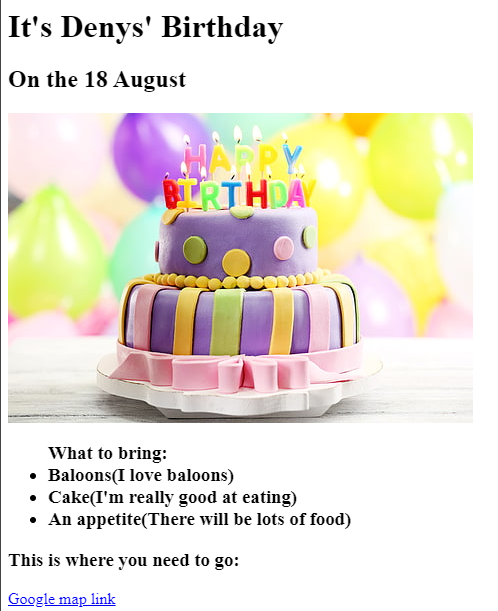 It's Denys' Birthday
On the 18 August
HAPPY
BIRTHDAY
What to bring:
Baloons(I love baloons)
Cake(I'm really good at eating)
An appetite(There will be lots of food)
This is where you need to go:
Google map link